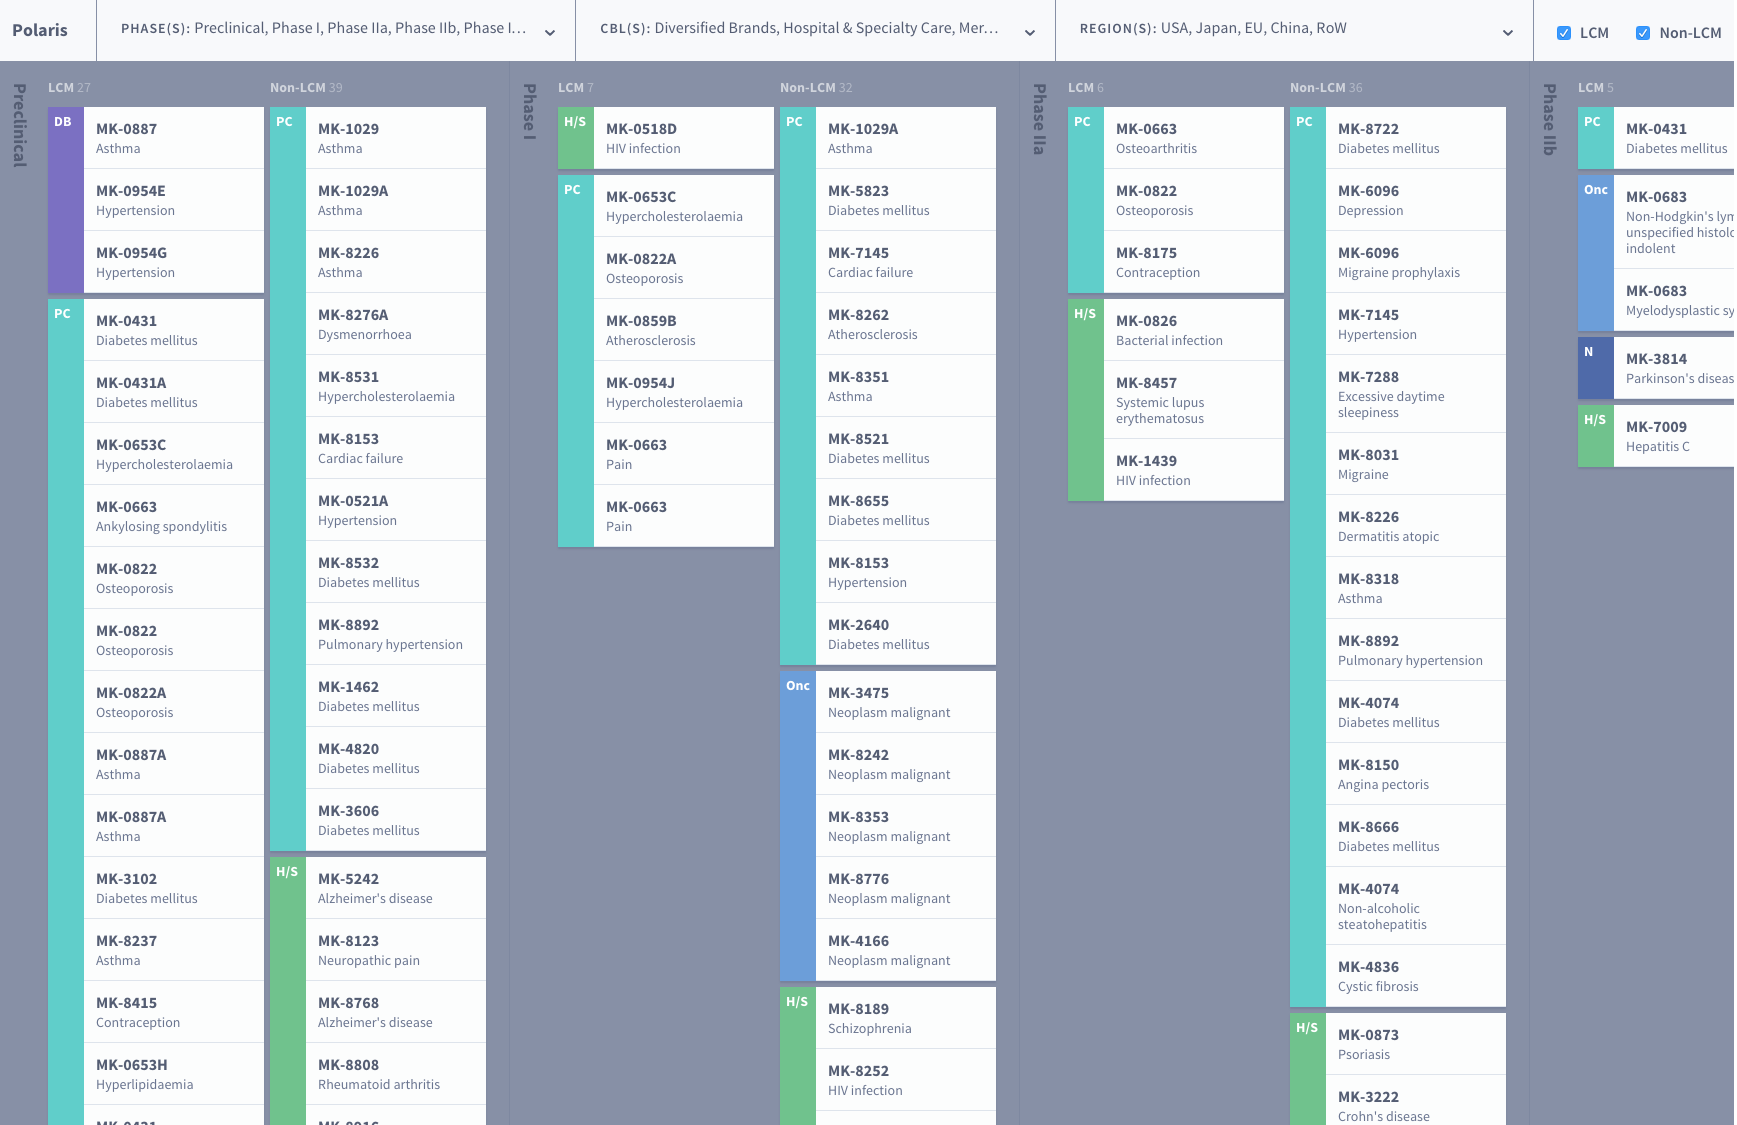 Polaris
PHASE(S): Preclinical, Phase I, Phase IIa, Phase IIb, Phase I...
CBL(S): Diversified Brands, Hospital & Specialty Care, Mer...
REGION(S): USA, Japan, EU, China, RoW
LCM
Non-LCM
Preclinical
LCM 27
DB
MK-0887
Asthma
MK-0954E
Hypertension
MK-0954G
Hypertension
PC
MK-0431
Diabetes mellitus
MK-0431A
Diabetes mellitus
MK-0653C
Hypercholesterolaemia
MK-0663
Ankylosing spondylitis
MK-0822
Osteoporosis
MK-0822
Osteoporosis
MK-0822A
Osteoporosis
MK-0887A
Asthma
MK-0887A
Asthma
MK-3102
Diabetes mellitus
MK-8237
Asthma
MK-8415
Contraception
MK-0653H
Hyperlipidaemia
Non-LCM 39
PC
MK-1029
Asthma
MK-1029A
Asthma
MK-8226
Asthma
MK-8276A
Dysmenorrhoea
MK-8531
Hypercholesterolaemia
MK-8153
Cardiac failure
MK-0521A
Hypertension
MK-8532
Diabetes mellitus
MK-8892
Pulmonary hypertension
MK-1462
Diabetes mellitus
MK-4820
Diabetes mellitus
MK-3606
Diabetes mellitus
H/S
MK-5242
Alzheimer's disease
MK-8123
Neuropathic pain
MK-8768
Alzheimer's disease
MK-8808
Rheumatoid arthritis
Phase I
LCM 7
H/S
MK-0518D
HIV infection
PC
MK-0653C
Hypercholesterolaemia
MK-0822A
Osteoporosis
MK-0859B
Atherosclerosis
MK-0954J
Hypercholesterolaemia
MK-0663
Pain
MK-0663
Pain
Non-LCM 32
PC
MK-1029A
Asthma
MK-5823
Diabetes mellitus
MK-7145
Cardiac failure
MK-8262
Atherosclerosis
MK-8351
Asthma
MK-8521
Diabetes mellitus
MK-8655
Diabetes mellitus
MK-8153
Hypertension
MK-2640
Diabetes mellitus
Onc
MK-3475
Neoplasm malignant
MK-8242
Neoplasm malignant
MK-8353
Neoplasm malignant
MK-8776
Neoplasm malignant
MK-4166
Neoplasm malignant
H/S
MK-8189
Schizophrenia
MK-8252
HIV infection
Phase IIa
LCM 6
PC
MK-0663
Osteoarthritis
MK-0822
Osteoporosis
MK-8175
Contraception
H/S
MK-0826
Bacterial infection
MK-8457
Systemic lupus
erythematosus
MK-1439
HIV infection
Non-LCM 36
PC
MK-8722
Diabetes mellitus
MK-6096
Depression
MK-6096
Migraine prophylaxis
MK-7145
Hypertension
MK-7288
Excessive daytime
sleepiness
MK-8031
Migraine
MK-8226
Dermatitis atopic
MK-8318
Asthma
MK-8892
Pulmonary hypertension
MK-4074
Diabetes mellitus
MK-8150
Angina pectoris
MK-8666
Diabetes mellitus
MK-4074
Non-alcoholic
steatohepatitis
MK-4836
Cystic fibrosis
H/S
MK-0873
Psoriasis
MK-3222
Crohn's disease
Phase IIb
LCM 5
PC
MK-0431
Diabetes mellitus
Onc
MK-0683
Non-Hodgkin's lym
unspecified histolo
indolent
MK-0683
Myelodysplastic sy
N
MK-3814
Parkinson's diseas
H/S
MK-7009
Hepatitis C